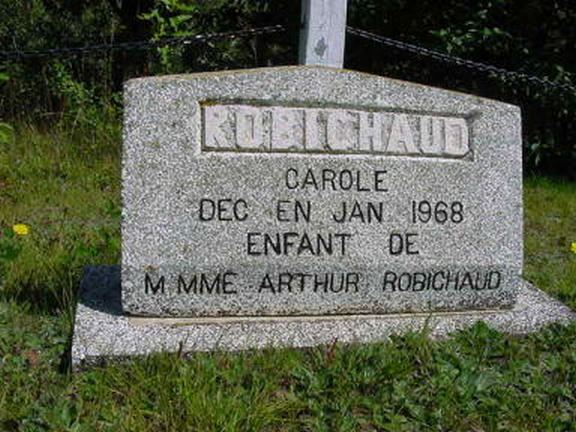 ROBICHAUD
CAROLE
DEC EN JAN 1968
ENFANT DE
M MME ARTHUR ROBICHAUD